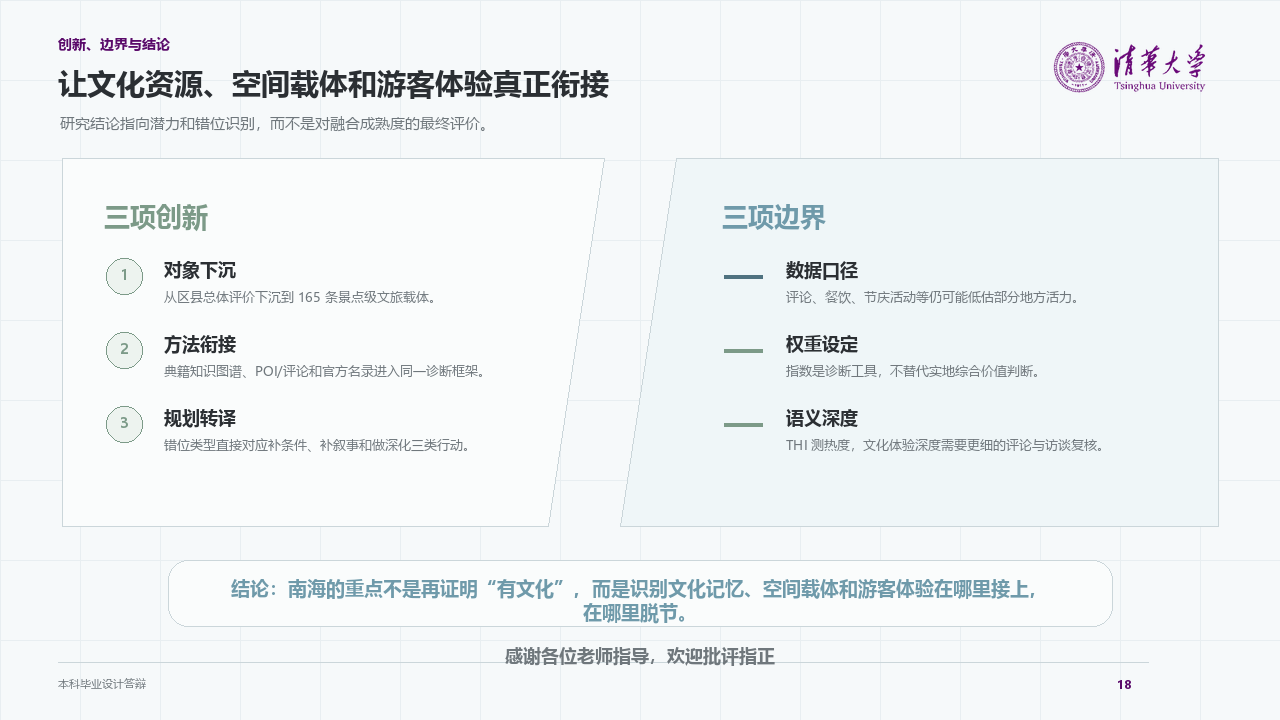 创新、边界与结论
让文化资源、空间载体和游客体验真正衔接
研究结论指向潜力和错位识别，而不是对融合成熟度的最终评价。
清华大学
Tsinghua University
三项创新
1
对象下沉
从区县总体评价下沉到 165 条景点级文旅载体。
2
方法衔接
典籍知识图谱、POI/评论和官方名录进入同一诊断框架。
3
规划转译
错位类型直接对应补条件、补叙事和做深化三类行动。
三项边界
数据口径
评论、餐饮、节庆活动等仍可能低估部分地方活力。
权重设定
指数是诊断工具，不替代实地综合价值判断。
语义深度
THI 测热度，文化体验深度需要更细的评论与访谈复核。
结论：南海的重点不是再证明“有文化”，而是识别文化记忆、空间载体和游客体验在哪里接上，
在哪里脱节。
感谢各位老师指导，欢迎批评指正
本科毕业设计答辩
18